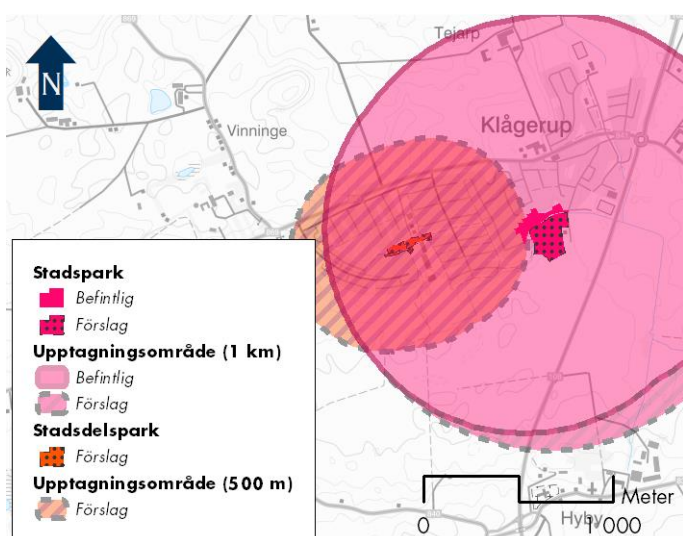 Tejarp
N
Klågerup
Vinninge
Stadspark
Befintlig
Förslag
Upptagningsområde (1 km)
Befintlig
Förslag
Stadsdelspark
Förslag
Upptagningsområde (500 m)
Förslag
Meter
0
1 000
Hyby